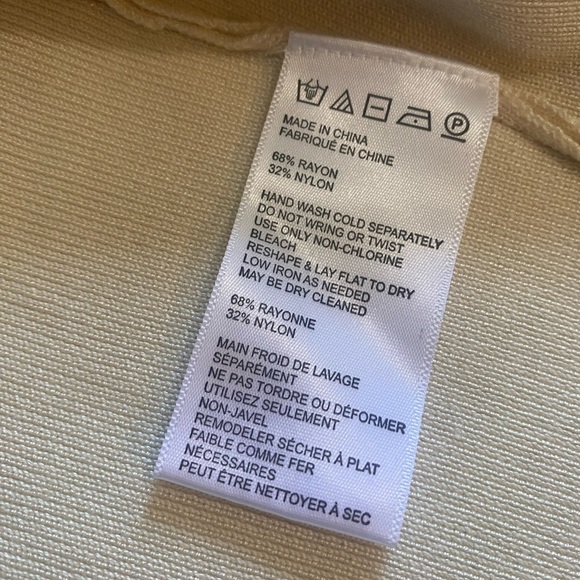 MADE IN CHINA
FABRIQUÉ EN CHINE
68% RAYON
32% NYLON
HAND WASH COLD SEPARATELY
DO NOT WRING OR TWIST
USE ONLY NON-CHLORINE
BLEACH
RESHAPE & LAY FLAT TO DRY
LOW IRON AS NEEDED
MAY BE DRY CLEANED
68% RAYONNE
32% NYLON
MAIN FROID DE LAVAGE
SÉPARÉMENT
NE PAS TORDRE OU DÉFORMER
UTILISEZ SEULEMENT
NON-JAVEL
REMODELER SÉCHER À PLAT
FAIBLE COMME FER
NÉCESSAIRES
PEUT ÊTRE NETTOYER À SEC